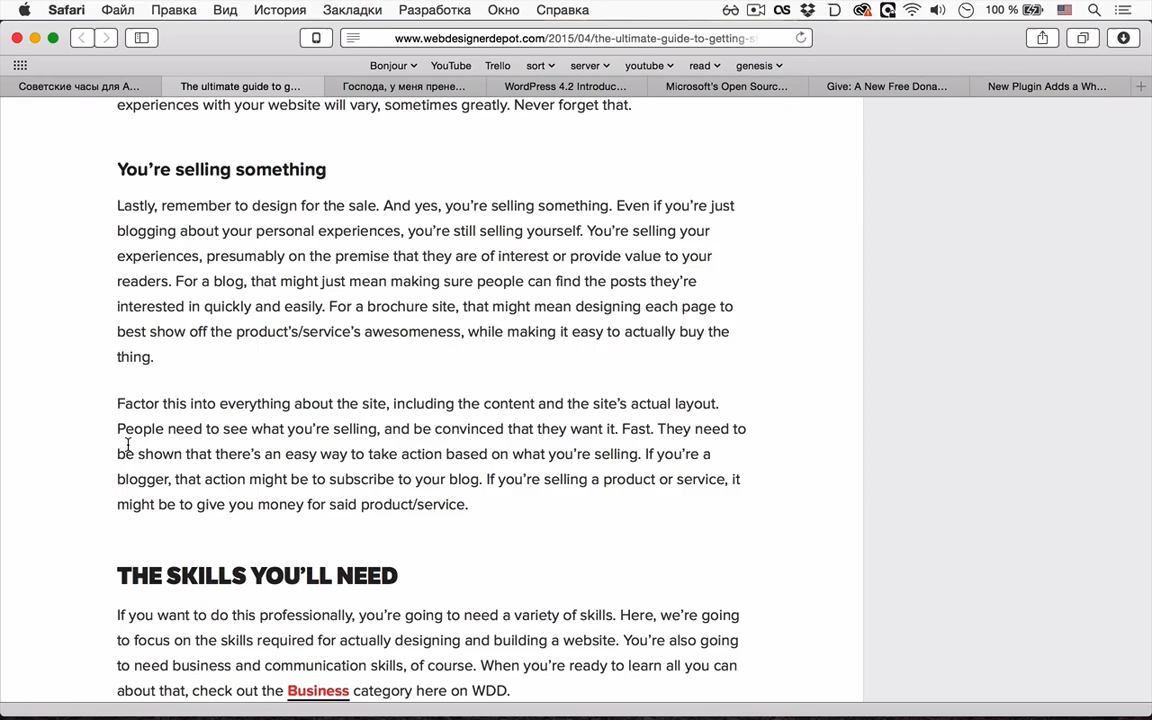 Safari Файл Правка Вид История Закладки Разработка Окно Справка 100 %
www.webdesignerdepot.com/2015/04/the-ultimate-guide-to-getting-s
Bonjour YouTube Trello sort server youtube read genesis
Советские часы для A... The ultimate guide to g... Господа, у меня прене... WordPress 4.2 Introduc... Microsoft's Open Sourc... Give: A New Free Dona... New Plugin Adds a Wh...
experiences with your website will vary, sometimes greatly. Never forget that.
You're selling something
Lastly, remember to design for the sale. And yes, you're selling something. Even if you're just
blogging about your personal experiences, you're still selling yourself. You're selling your
experiences, presumably on the premise that they are of interest or provide value to your
readers. For a blog, that might just mean making sure people can find the posts they're
interested in quickly and easily. For a brochure site, that might mean designing each page to
best show off the product's/service's awesomeness, while making it easy to actually buy the
thing.
Factor this into everything about the site, including the content and the site's actual layout.
People need to see what you're selling, and be convinced that they want it. Fast. They need to
be shown that there's an easy way to take action based on what you're selling. If you're a
blogger, that action might be to subscribe to your blog. If you're selling a product or service, it
might be to give you money for said product/service.
THE SKILLS YOU'LL NEED
If you want to do this professionally, you're going to need a variety of skills. Here, we're going
to focus on the skills required for actually designing and building a website. You're also going
to need business and communication skills, of course. When you're ready to learn all you can
about that, check out the Business category here on WDD.